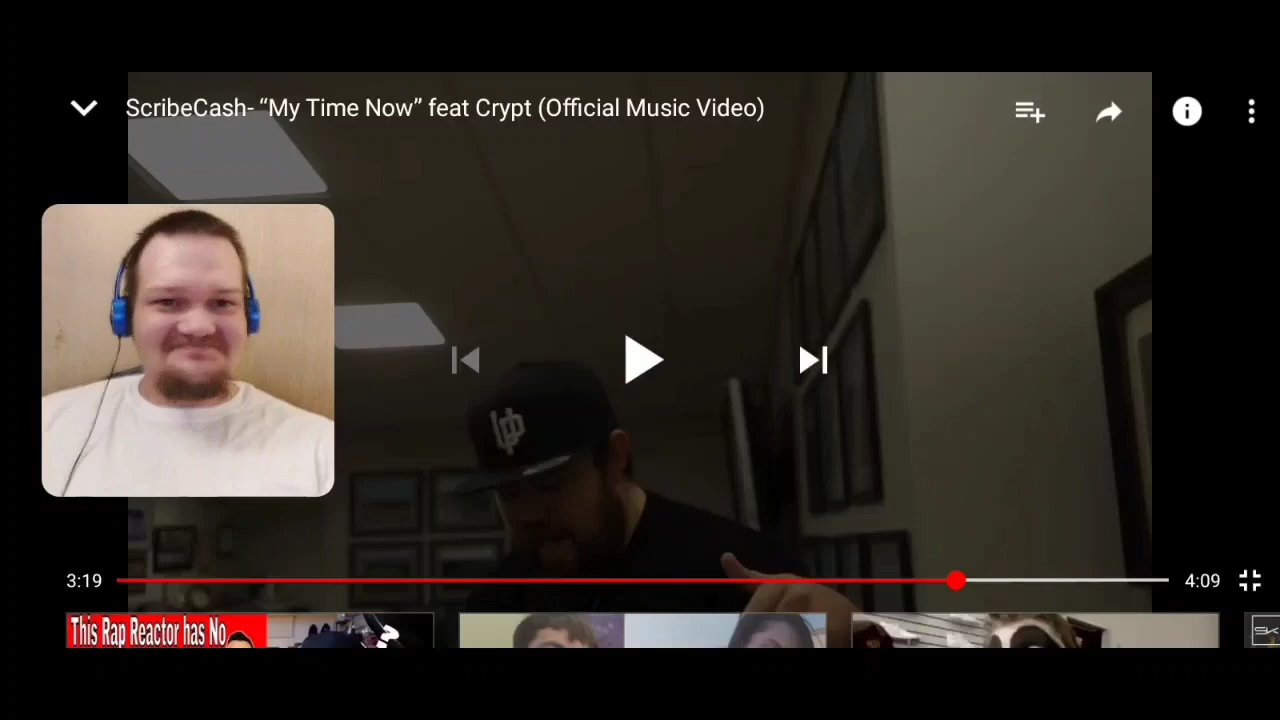 ScribeCash- “My Time Now” feat Crypt (Official Music Video)
3:19
4:09
This Rap Reactor has No